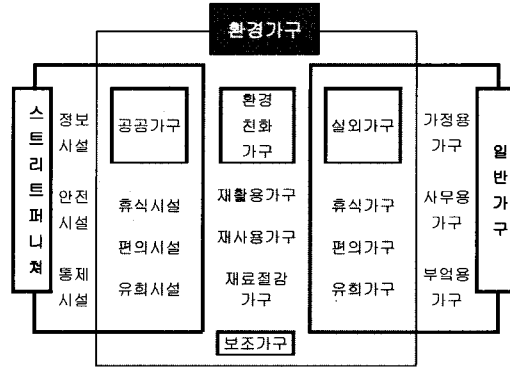 환경가구
스트리트퍼니쳐
정보
시설
안전
시설
통제
시설
공공가구
휴식시설
편의시설
유희시설
환경
친화
가구
재활용가구
재사용가구
재료절감
가구
보조가구
실외가구
휴식가구
편의가구
유희가구
가정용
가구
사무용
가구
부엌용
가구
일반가구